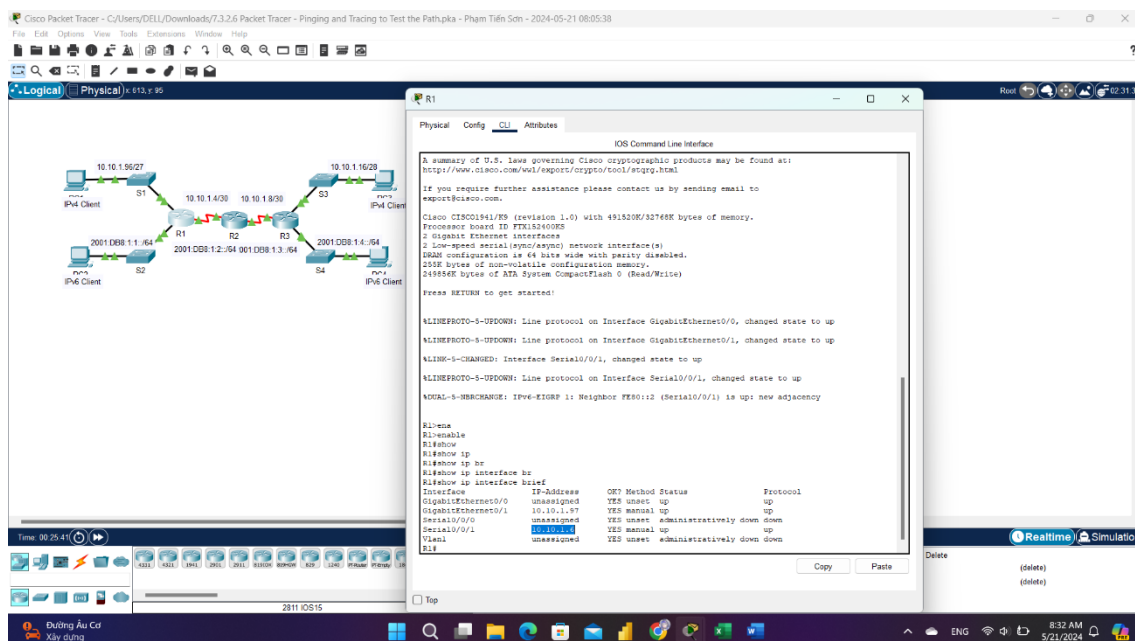 Cisco Packet Tracer - C:/Users/DELL/Downloads/7.3.2.6 Packet Tracer - Pinging and Tracing to Test the Path.pka - Phạm Tiến Sơn - 2024-05-21 08:05:38
File Edit Options View Tools Extensions Window Help
?
Logical Physical x: 613, y: 95
Root
02:31:3
10.10.1.96/27
10.10.1.16/28
S1
S3
IPv4 Client
IPv4 Clien
10.10.1.4/30 10.10.1.8/30
R1
R2
R3
2001:DB8:1:1::/64
2001:DB8:1:2::/64 001:DB8:1:3::/64
2001:DB8:1:4::/64
S2
S4
IPv6 Client
IPv6 Client
R1
Physical Config CLI Attributes
IOS Command Line Interface
A summary of U.S. laws governing Cisco cryptographic products may be found at:
http://www.cisco.com/wwl/export/crypto/tool/stqrg.html
If you require further assistance please contact us by sending email to
export@cisco.com.
Cisco CISCO1941/K9 (revision 1.0) with 491520K/32768K bytes of memory.
Processor board ID FTX152400KS
2 Gigabit Ethernet interfaces
2 Low-speed serial(sync/async) network interface(s)
DRAM configuration is 64 bits wide with parity disabled.
255K bytes of non-volatile configuration memory.
249856K bytes of ATA System CompactFlash 0 (Read/Write)
Press RETURN to get started!
%LINEPROTO-5-UPDOWN: Line protocol on Interface GigabitEthernet0/0, changed state to up
%LINEPROTO-5-UPDOWN: Line protocol on Interface GigabitEthernet0/1, changed state to up
%LINK-5-CHANGED: Interface Serial0/0/1, changed state to up
%LINEPROTO-5-UPDOWN: Line protocol on Interface Serial0/0/1, changed state to up
%DUAL-5-NBRCHANGE: IPv6-EIGRP 1: Neighbor FE80::2 (Serial0/0/1) is up: new adjacency
R1>ena
R1>enable
R1#show
R1#show ip
R1#show ip br
R1#show ip interface br
R1#show ip interface brief
Interface IP-Address OK? Method Status Protocol
GigabitEthernet0/0 unassigned YES unset up up
GigabitEthernet0/1 10.10.1.97 YES manual up up
Serial0/0/0 unassigned YES unset administratively down down
Serial0/0/1 10.10.1.6 YES manual up up
Vlan1 unassigned YES unset administratively down down
R1#
Copy Paste
Top
Time: 00:25:41
Realtime Simulatio
4331 4321 1941 2901 2911 819IOX 819HGW 829 1240 PT-Router PT-Empty 18
2811 IOS15
Delete
(delete)
(delete)
Đường Âu Cơ
Xây dựng
ENG
8:32 AM
5/21/2024